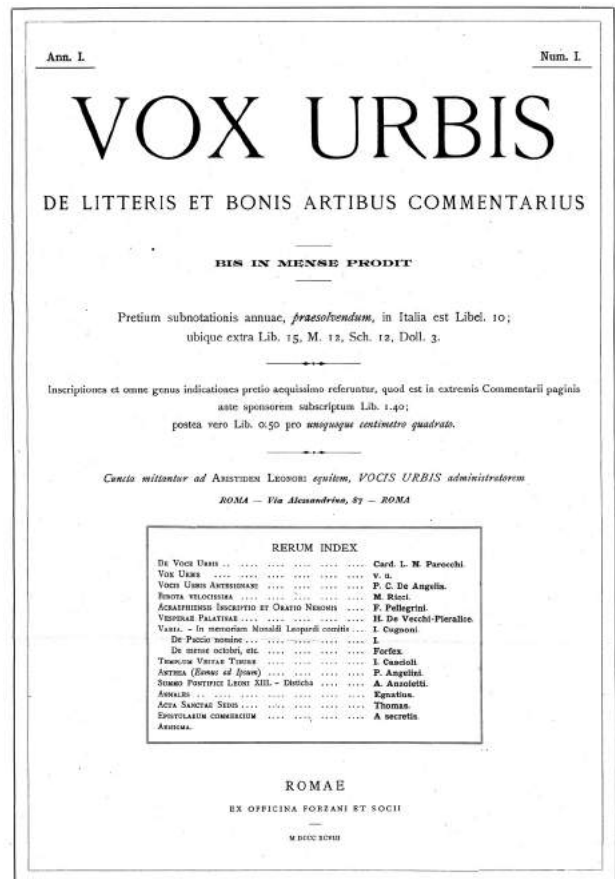 Ann. I.
Num. I.
VOX URBIS
DE LITTERIS ET BONIS ARTIBUS COMMENTARIUS
BIS IN MENSE PRODIT
Pretium subnotationis annuae, praesolvendum, in Italia est Libel. 10;
ubique extra Lib. 15, M. 12, Sch. 12, Doll. 3.
Inscriptiones et omne genus indicationes pretio aequissimo referuntur, quod est in extremis Commentarii paginis
ante sponsorem subscriptum Lib. 1.40;
postea vero Lib. 0.50 pro unoquoque centimetro quadrato.
Cuncta mittantur ad ARISTIDEM LEONORI equitem, VOCIS URBIS administratorem
ROMA — Via Alessandrina, 87 — ROMA
RERUM INDEX
DE VOCE URBIS .. .... .... .... .... .... Card. L. M. Parocchi.
VOX URBIS .... .... .... .... .... .... v. u.
VOCIS URBIS ANTESIGNANI .... .... .... .... P. C. De Angelis.
BIROTA VELOCISSIMA .... .... .... .... .... M. Ricci.
ACRAEPHIENSIS INSCRIPTIO ET ORATIO NERONIS .... F. Pellegrini.
VESPERAE PALATINAE .... .... .... .... .... H. De Vecchi-Pieralice.
VARIA. - In memoriam Monaldi Leopardi comitis ... I. Cugnoni.
De Puccio nomine .... .... .... .... .... I.
De mense octobri, etc. .... .... .... .... Forfex.
TEMPLUM VESTAE TIBURE .... .... .... .... I. Cascioli.
ANTHEA (Eamus ad Ipsum) .... .... .... .... P. Angelini.
SUMMO PONTIFICI LEONI XIII. - Disticha .... .... A. Anzoletti.
ANNALES .. .... .... .... .... .... Egnatius.
ACTA SANCTAE SEDIS .... .... .... .... .... Thomas.
EPISTULARUM COMMERCIUM .... .... .... .... A secretis.
AENIGMA.
ROMAE
EX OFFICINA FORZANI ET SOCII
M DCCC XCVIII